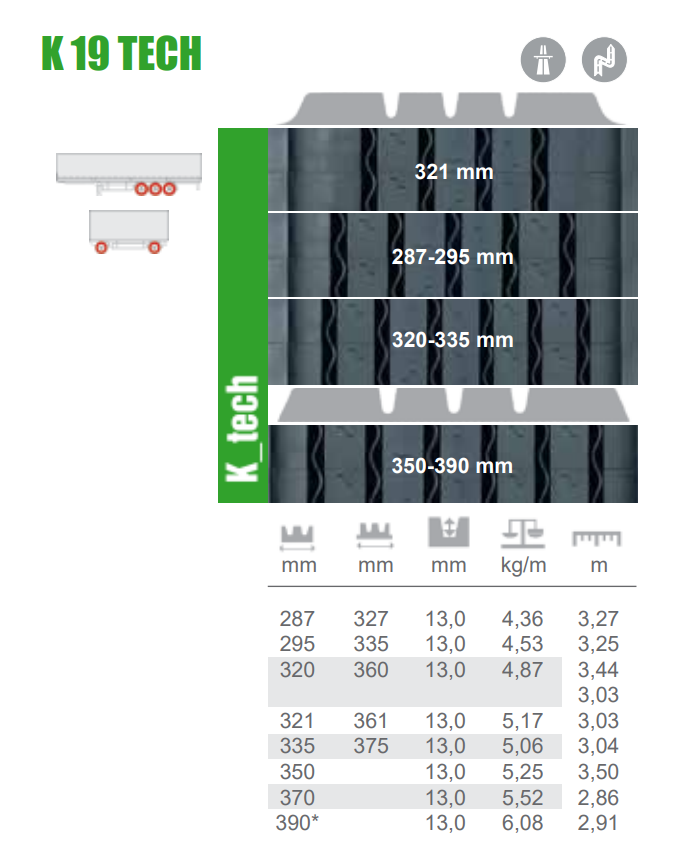 K 19 TECH
321 mm
287-295 mm
320-335 mm
K_tech
350-390 mm
mm mm mm kg/m m
287 327 13,0 4,36 3,27
295 335 13,0 4,53 3,25
320 360 13,0 4,87 3,44
3,03
321 361 13,0 5,17 3,03
335 375 13,0 5,06 3,04
350 13,0 5,25 3,50
370 13,0 5,52 2,86
390* 13,0 6,08 2,91